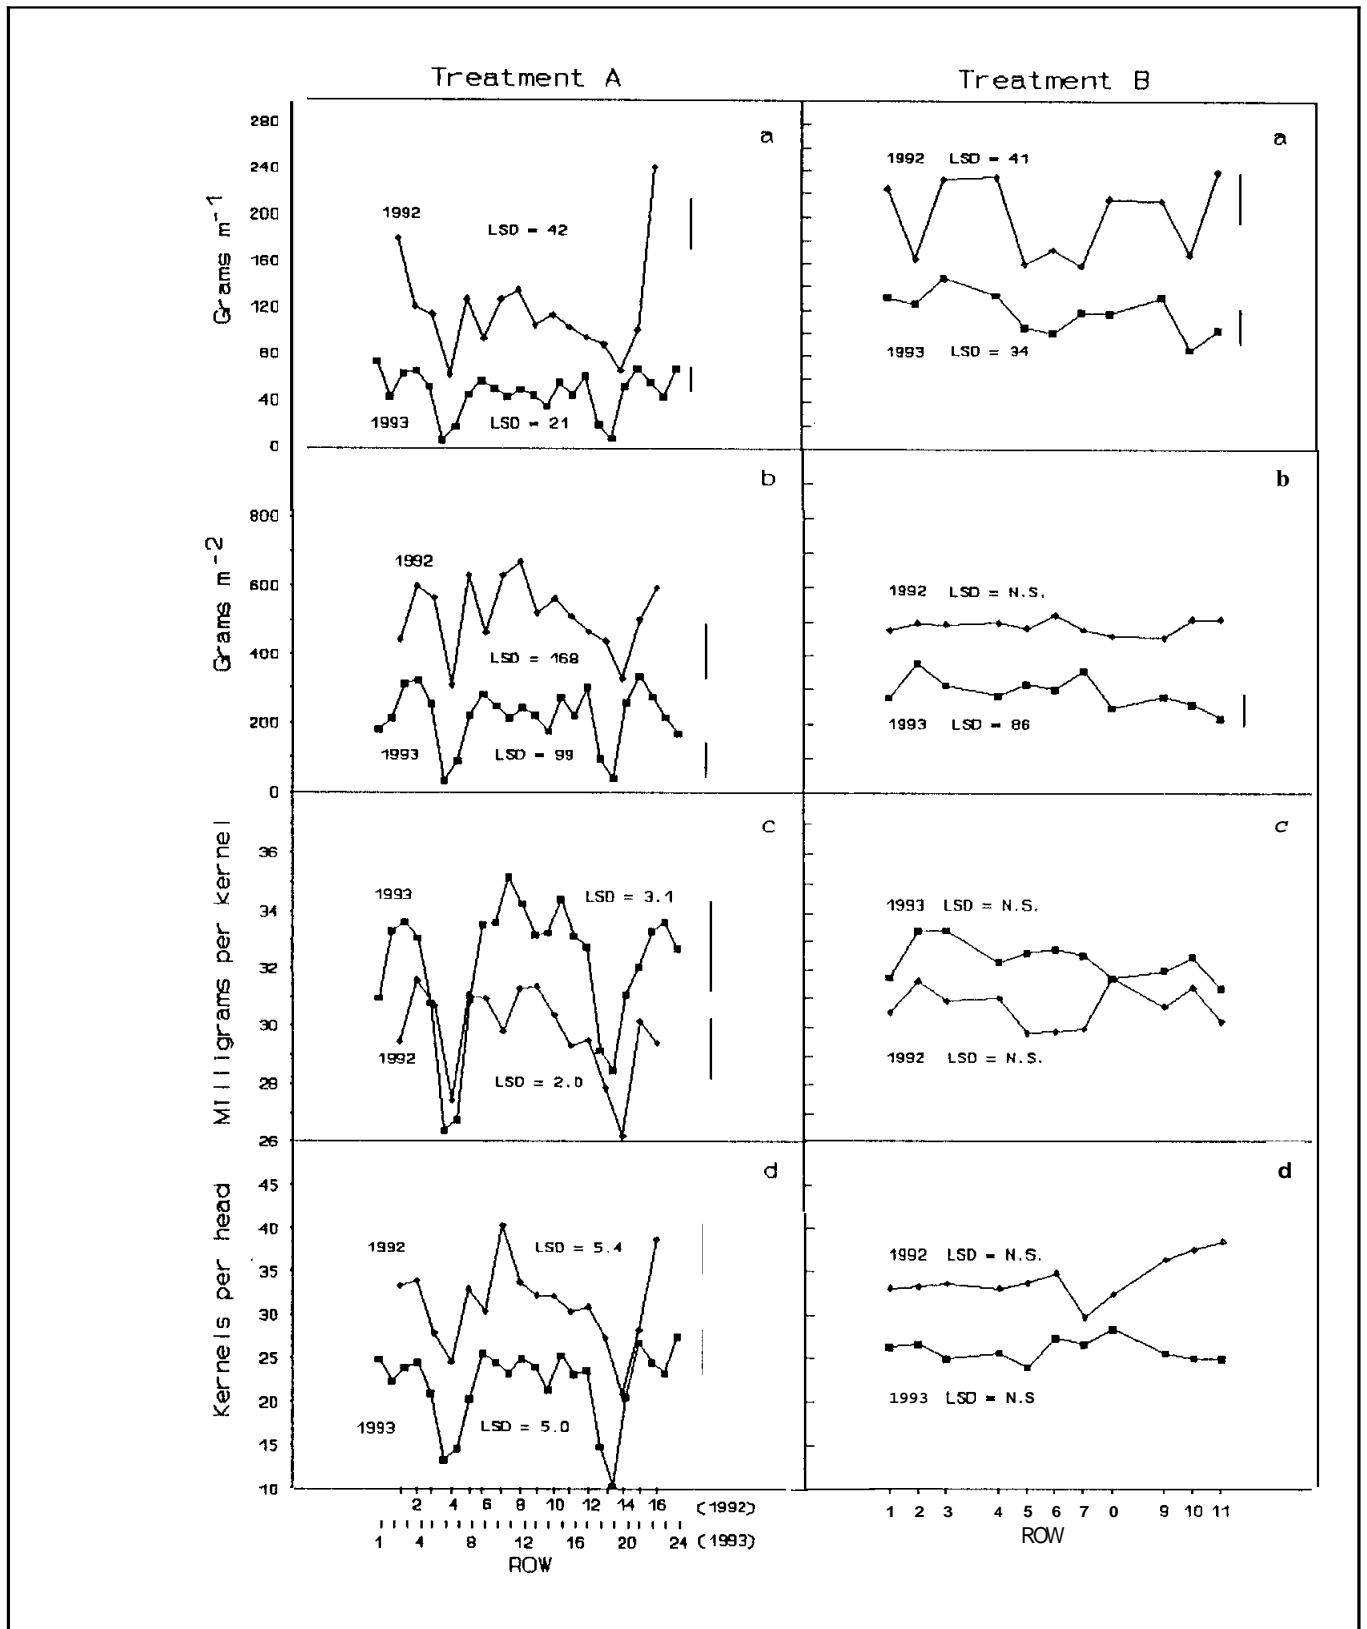 Treatment A
Treatment B
Grams m-1
280
240
200
160
120
80
40
0
a
1992
LSD = 42
1993
LSD = 21
a
1992 LSD = 41
1993 LSD = 34
Grams m-2
800
600
400
200
0
b
1992
LSD = 168
1993
LSD = 99
b
1992 LSD = N.S.
1993 LSD = 86
Milligrams per kernel
36
34
32
30
28
26
c
1993
LSD = 3.1
1992
LSD = 2.0
c
1993 LSD = N.S.
1992 LSD = N.S.
Kernels per head
45
40
35
30
25
20
15
10
d
1992
LSD = 5.4
1993
LSD = 5.0
d
1992 LSD = N.S.
1993 LSD = N.S
2 4 6 8 10 12 14 16 (1992)
1 4 8 12 16 20 24 (1993)
ROW
1 2 3 4 5 6 7 0 9 10 11
ROW